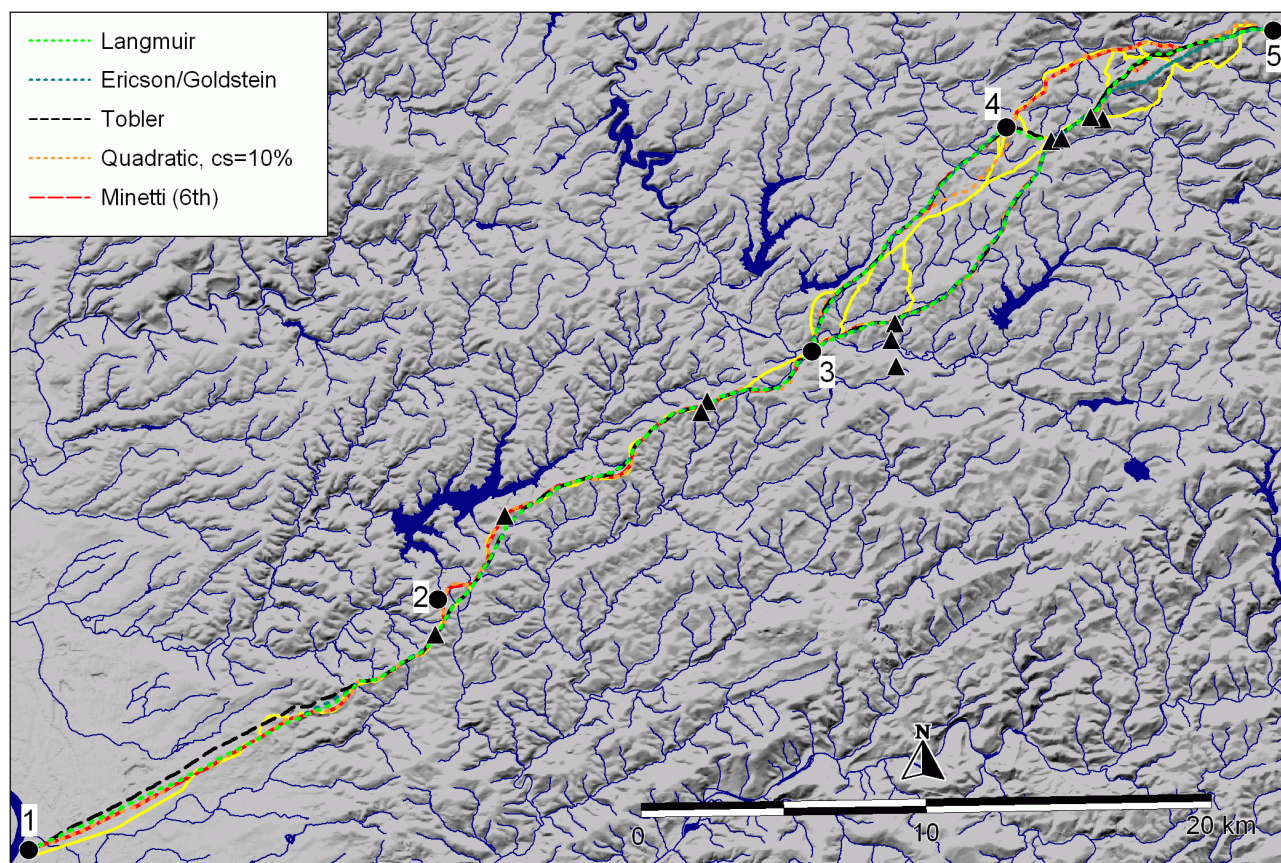 Langmuir
Ericson/Goldstein
Tobler
Quadratic, cs=10%
Minetti (6th)
5
4
3
2
1
N
0
10
20 km